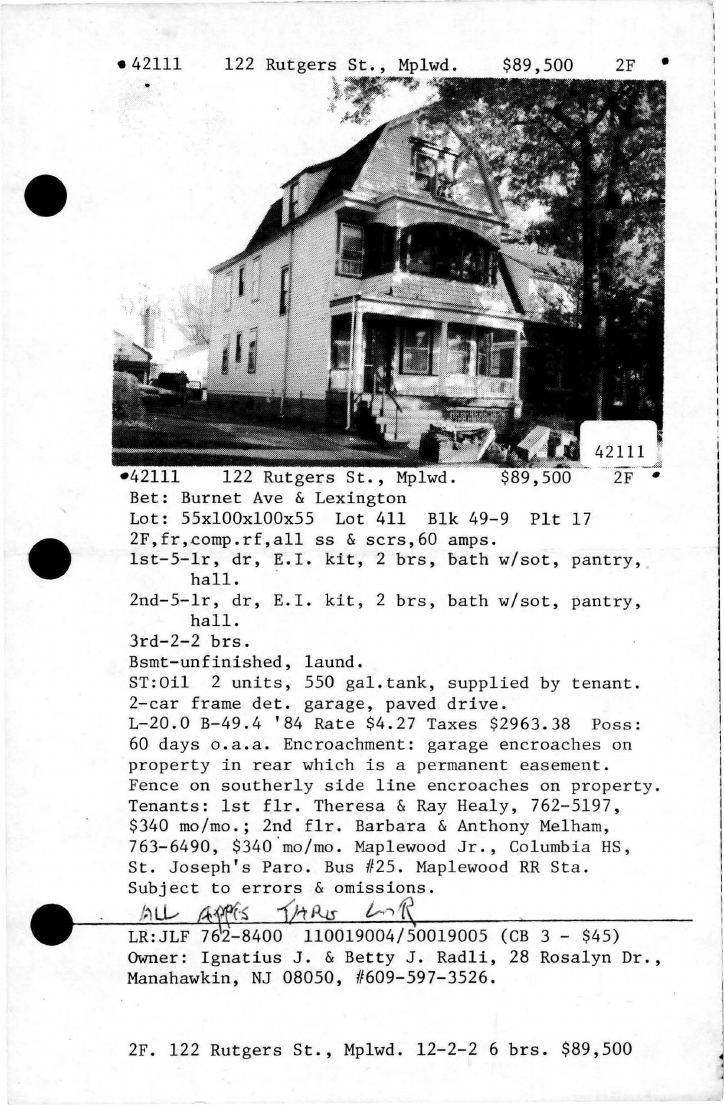 42111 122 Rutgers St., Mplwd. $89,500 2F
42111
42111 122 Rutgers St., Mplwd. $89,500 2F
Bet: Burnet Ave & Lexington
Lot: 55x100x100x55 Lot 411 Blk 49-9 Plt 17
2F,fr,comp.rf,all ss & scrs,60 amps.
1st-5-lr, dr, E.I. kit, 2 brs, bath w/sot, pantry,
hall.
2nd-5-lr, dr, E.I. kit, 2 brs, bath w/sot, pantry,
hall.
3rd-2-2 brs.
Bsmt-unfinished, laund.
ST:Oil 2 units, 550 gal.tank, supplied by tenant.
2-car frame det. garage, paved drive.
L-20.0 B-49.4 '84 Rate $4.27 Taxes $2963.38 Poss:
60 days o.a.a. Encroachment: garage encroaches on
property in rear which is a permanent easement.
Fence on southerly side line encroaches on property.
Tenants: 1st flr. Theresa & Ray Healy, 762-5197,
$340 mo/mo.; 2nd flr. Barbara & Anthony Melham,
763-6490, $340 mo/mo. Maplewood Jr., Columbia HS,
St. Joseph's Paro. Bus #25. Maplewood RR Sta.
Subject to errors & omissions.
ALL APPTS THRU L-R
LR:JLF 762-8400 110019004/50019005 (CB 3 - $45)
Owner: Ignatius J. & Betty J. Radli, 28 Rosalyn Dr.,
Manahawkin, NJ 08050, #609-597-3526.
2F. 122 Rutgers St., Mplwd. 12-2-2 6 brs. $89,500